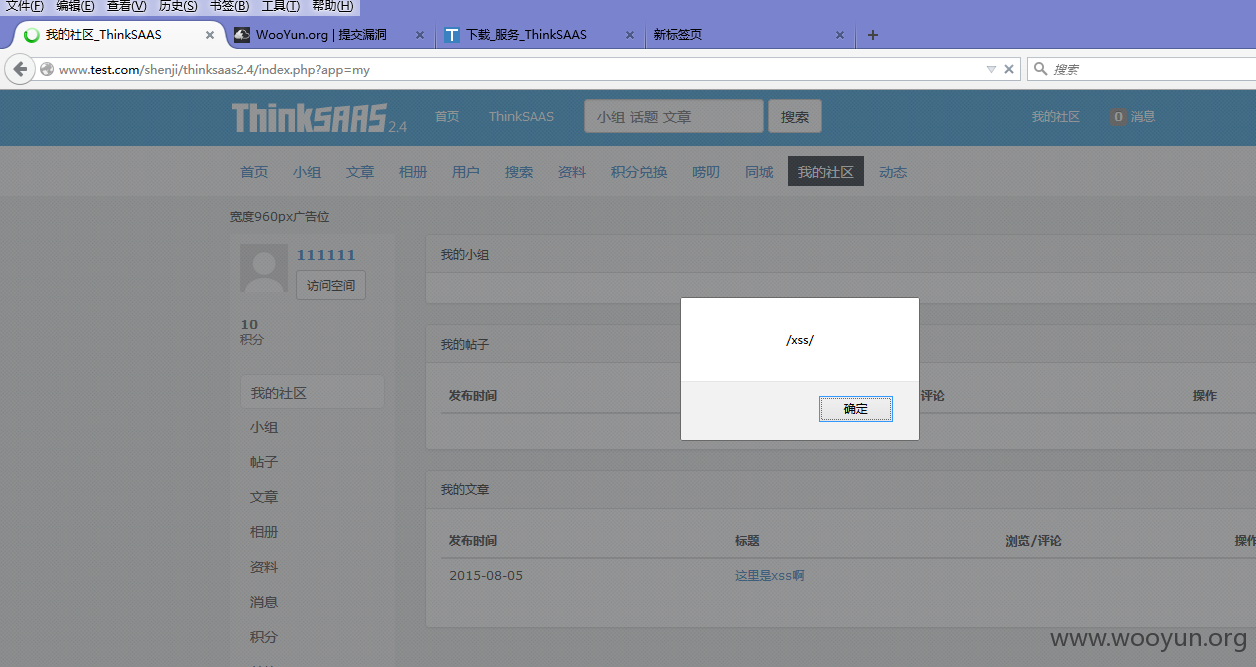 文件(F) 编辑(E) 查看(V) 历史(S) 书签(B) 工具(T) 帮助(H)
我的社区_ThinkSAAS × WooYun.org | 提交漏洞 × T 下载_服务_ThinkSAAS × 新标签页 × +
www.test.com/shenji/thinksaas2.4/index.php?app=my 搜索
ThinkSAAS 2.4 首页 ThinkSAAS 小组 话题 文章 搜索 我的社区 0 消息
首页 小组 文章 相册 用户 搜索 资料 积分兑换 唠叨 同城 我的社区 动态
宽度960px广告位
111111
访问空间
10
积分
我的社区
小组
帖子
文章
相册
资料
消息
积分
我的小组
我的帖子
发布时间 评论 操作
/xss/
确定
我的文章
发布时间 标题 浏览/评论 操作
2015-08-05 这里是xss啊
www.wooyun.org